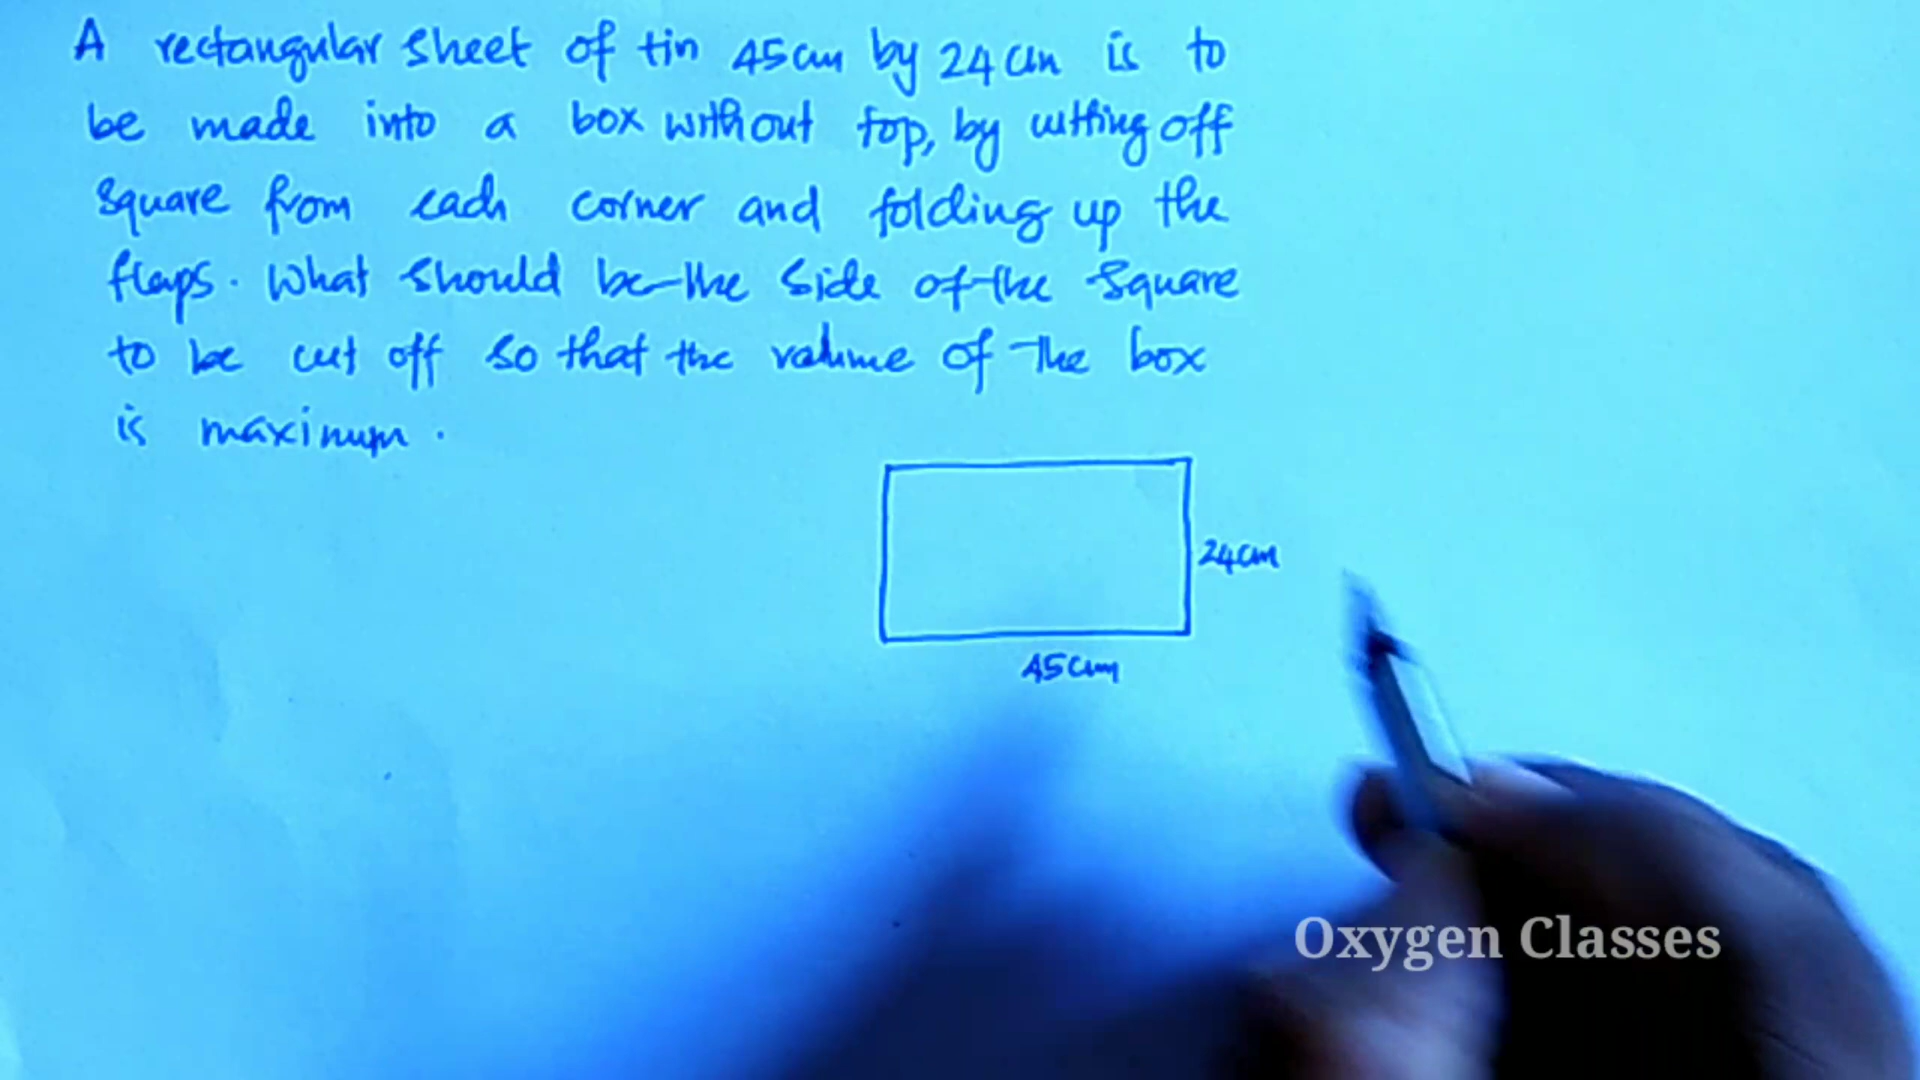 A rectangular sheet of tin 45cm by 24cm is to
be made into a box without top, by cutting off
square from each corner and folding up the
flaps. What should be the side of the square
to be cut off so that the volume of the box
is maximum.
24cm
45cm
Oxygen Classes